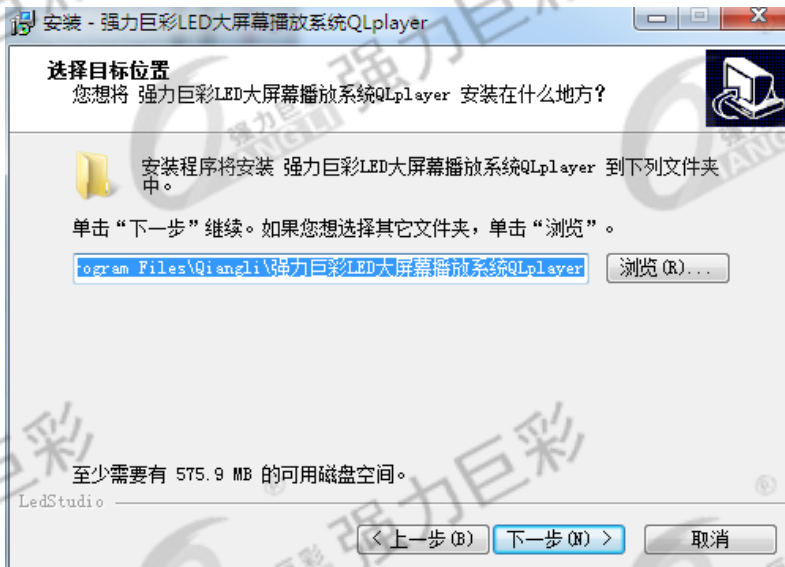 安装 - 强力巨彩LED大屏幕播放系统QLplayer
选择目标位置
您想将 强力巨彩LED大屏幕播放系统QLplayer 安装在什么地方?
安装程序将安装 强力巨彩LED大屏幕播放系统QLplayer 到下列文件夹
中。
单击“下一步”继续。如果您想选择其它文件夹，单击“浏览”。
rogram Files\Qiangli\强力巨彩LED大屏幕播放系统QLplayer
浏览(R)...
至少需要有 575.9 MB 的可用磁盘空间。
LedStudio
< 上一步(B)
下一步(N) >
取消
强力巨彩